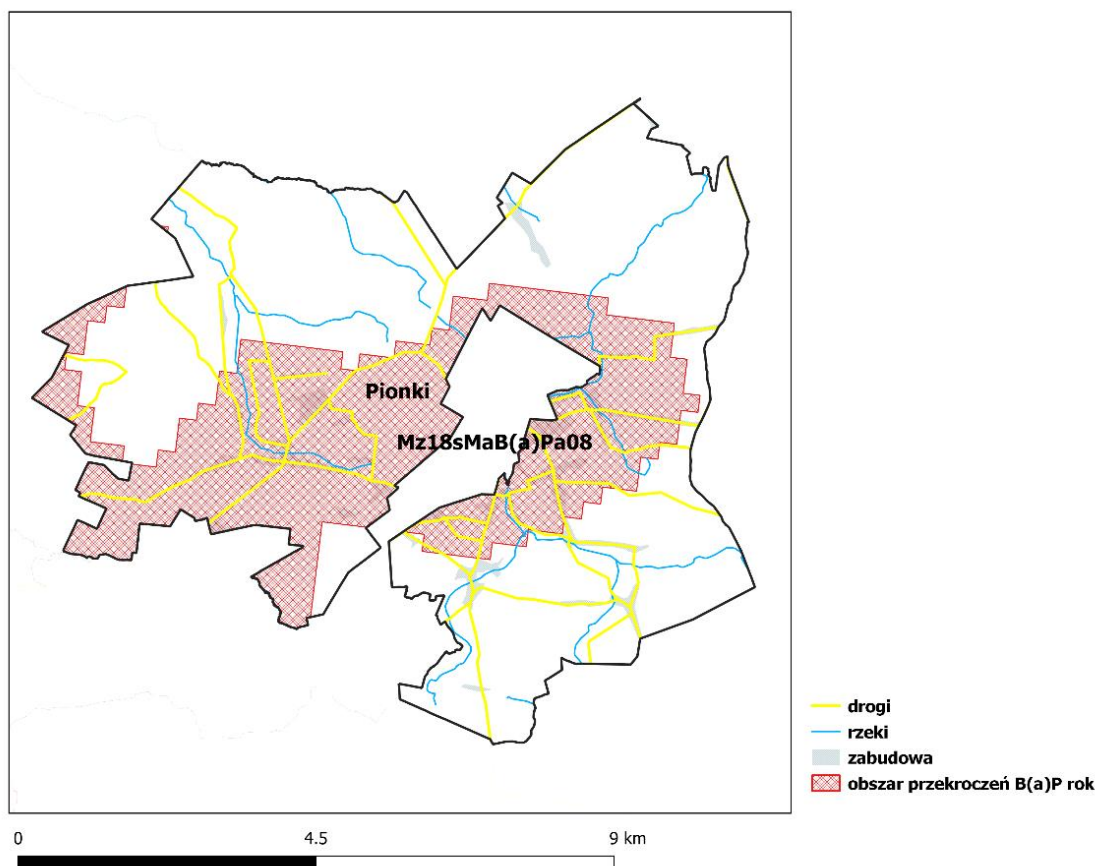 Pionki
Mz18sMaB(a)Pa08
drogi
rzeki
zabudowa
obszar przekroczeń B(a)P rok
0 4.5 9 km